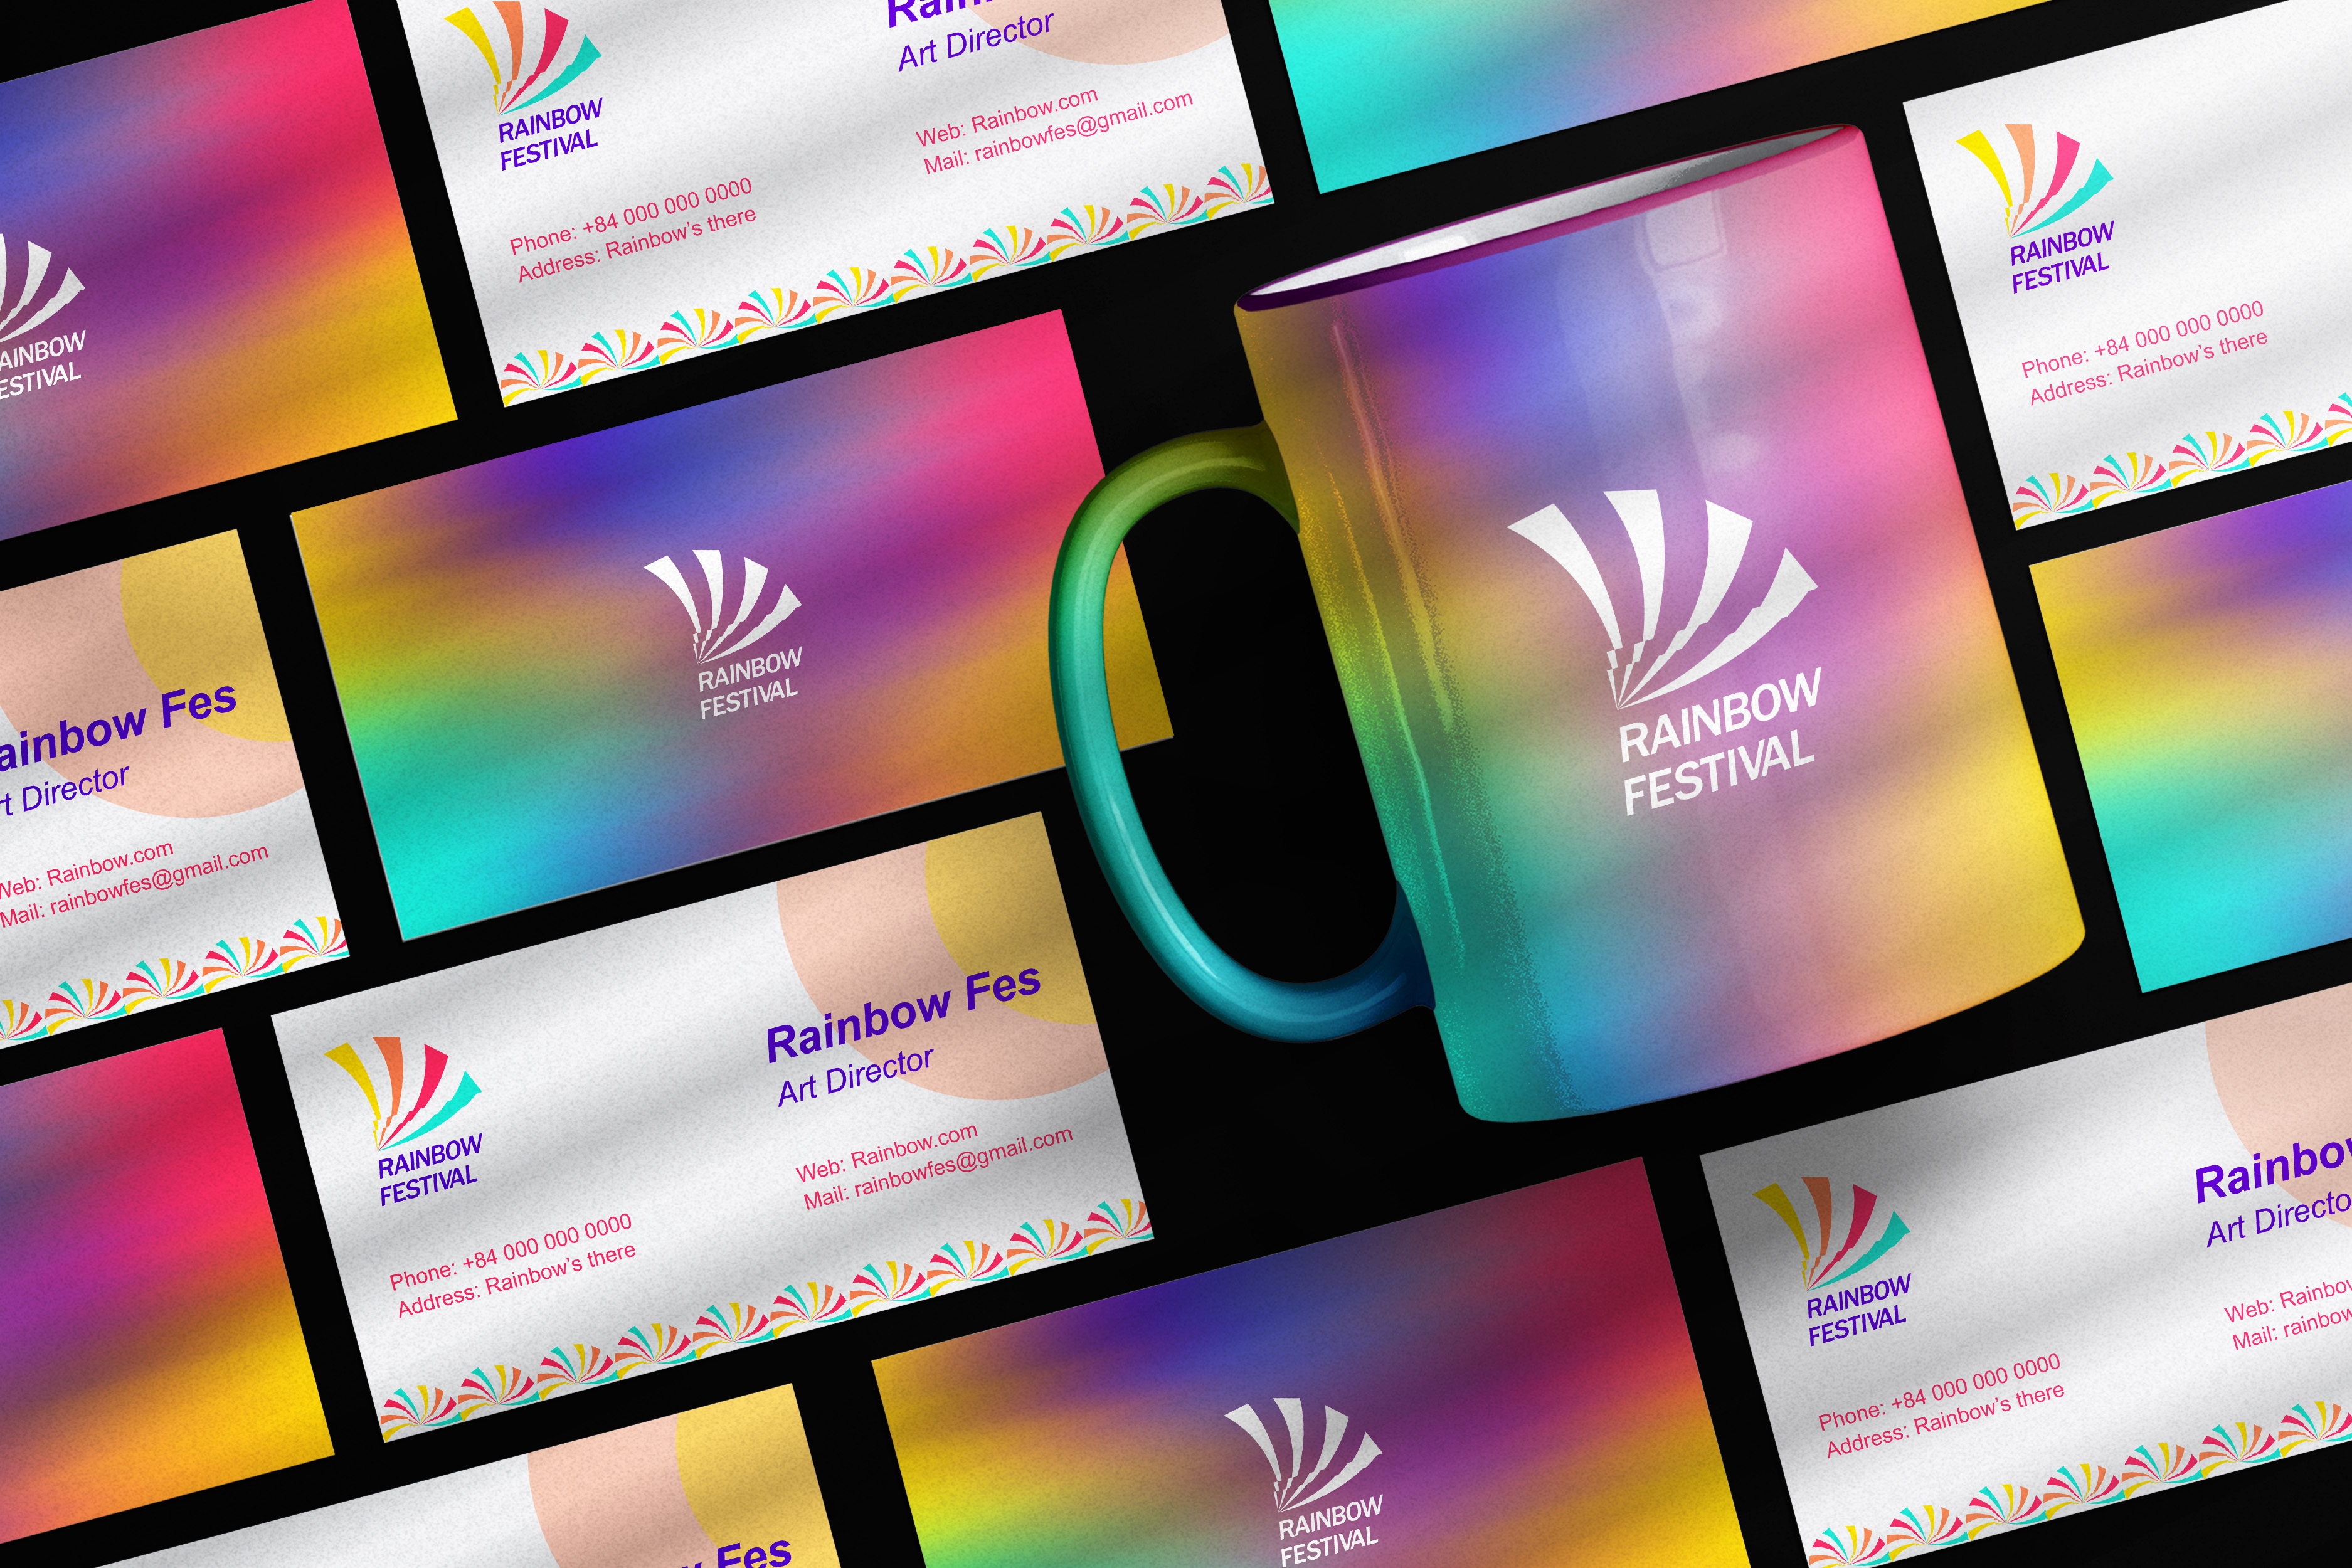 Rain
Art Director
RAINBOW
FESTIVAL
Web: Rainbow.com
Mail: rainbowfes@gmail.com
Phone: +84 000 000 0000
Address: Rainbow's there
RAINBOW
FESTIVAL
Phone: +84 000 000 0000
Address: Rainbow's there
AINBOW
ESTIVAL
RAINBOW
FESTIVAL
RAINBOW
FESTIVAL
ainbow Fes
rt Director
Web: Rainbow.com
Mail: rainbowfes@gmail.com
RAINBOW
FESTIVAL
Rainbow Fes
Art Director
Web: Rainbow.com
Mail: rainbowfes@gmail.com
Phone: +84 000 000 0000
Address: Rainbow's there
RAINBOW
FESTIVAL
Rainbow
Art Directo
Web: Rainbow
Mail: rainbow
Phone: +84 000 000 0000
Address: Rainbow's there
RAINBOW
FESTIVAL
w Fes